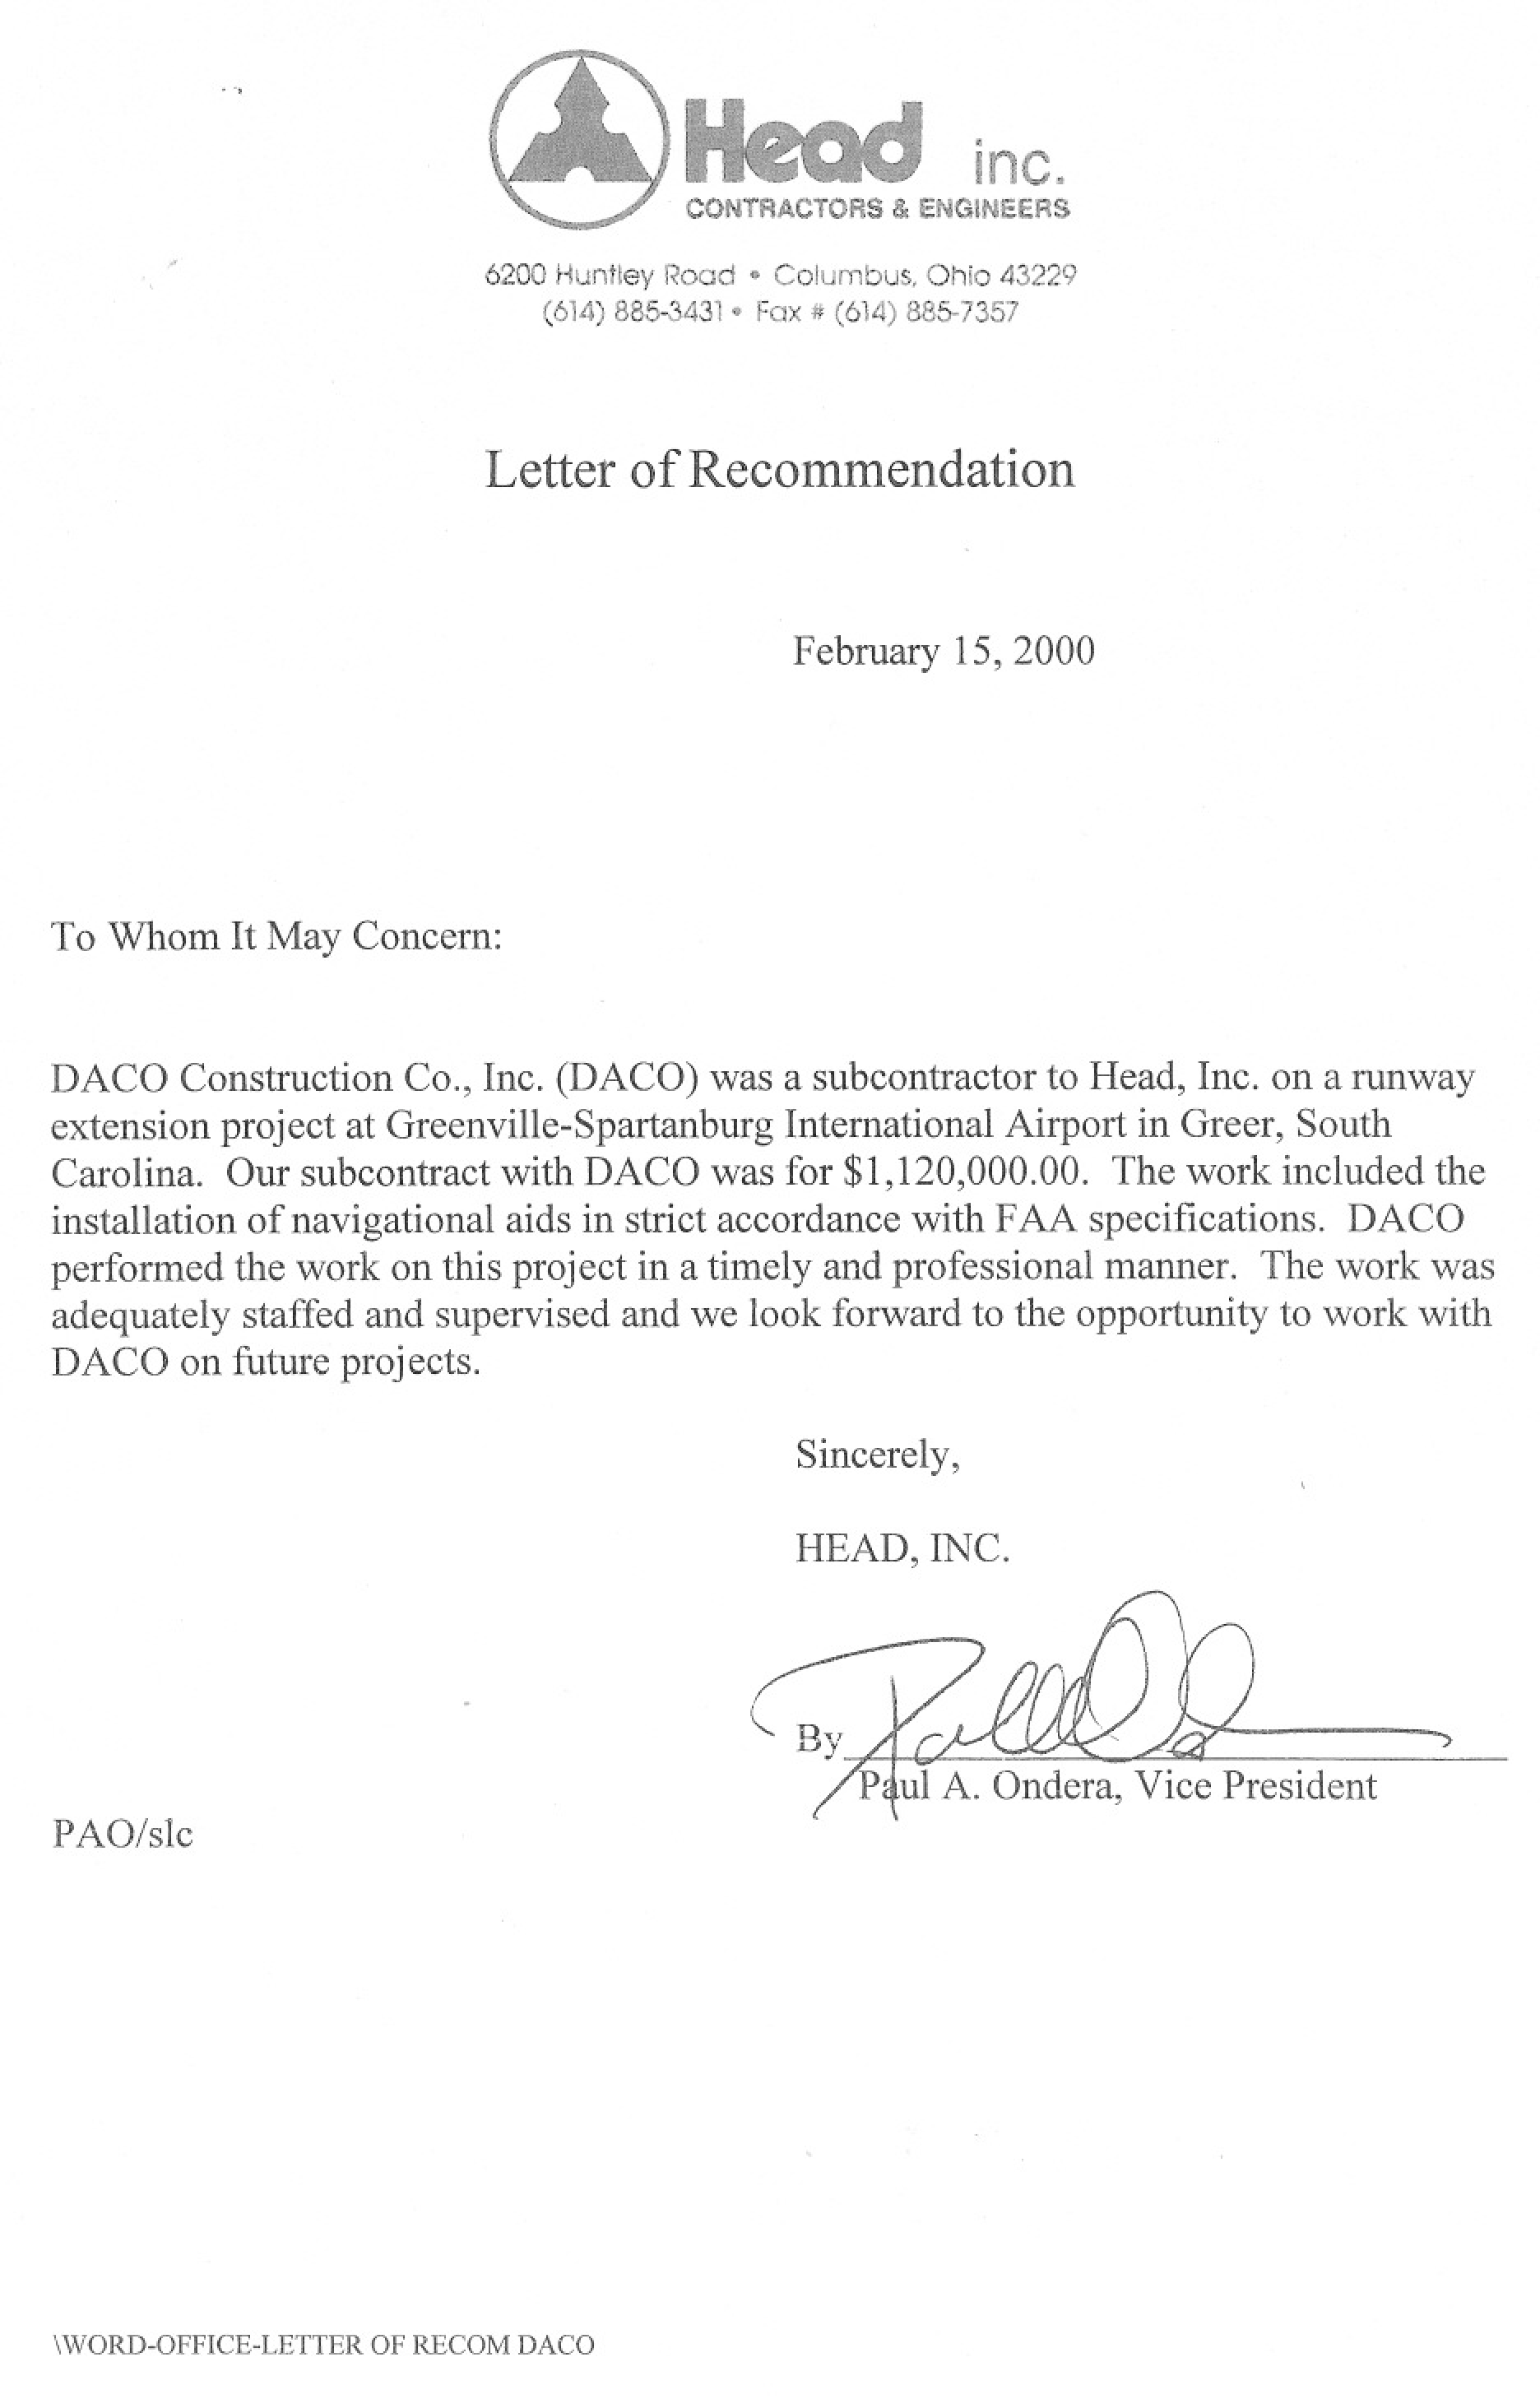 Head inc.
CONTRACTORS & ENGINEERS
6200 Huntley Road • Columbus, Ohio 43229
(614) 885-3431 • Fax # (614) 885-7357
Letter of Recommendation
February 15, 2000
To Whom It May Concern:
DACO Construction Co., Inc. (DACO) was a subcontractor to Head, Inc. on a runway
extension project at Greenville-Spartanburg International Airport in Greer, South
Carolina.  Our subcontract with DACO was for $1,120,000.00.  The work included the
installation of navigational aids in strict accordance with FAA specifications.  DACO
performed the work on this project in a timely and professional manner.  The work was
adequately staffed and supervised and we look forward to the opportunity to work with
DACO on future projects.
Sincerely,
HEAD, INC.
By
Paul A. Ondera, Vice President
PAO/slc
\WORD-OFFICE-LETTER OF RECOM DACO